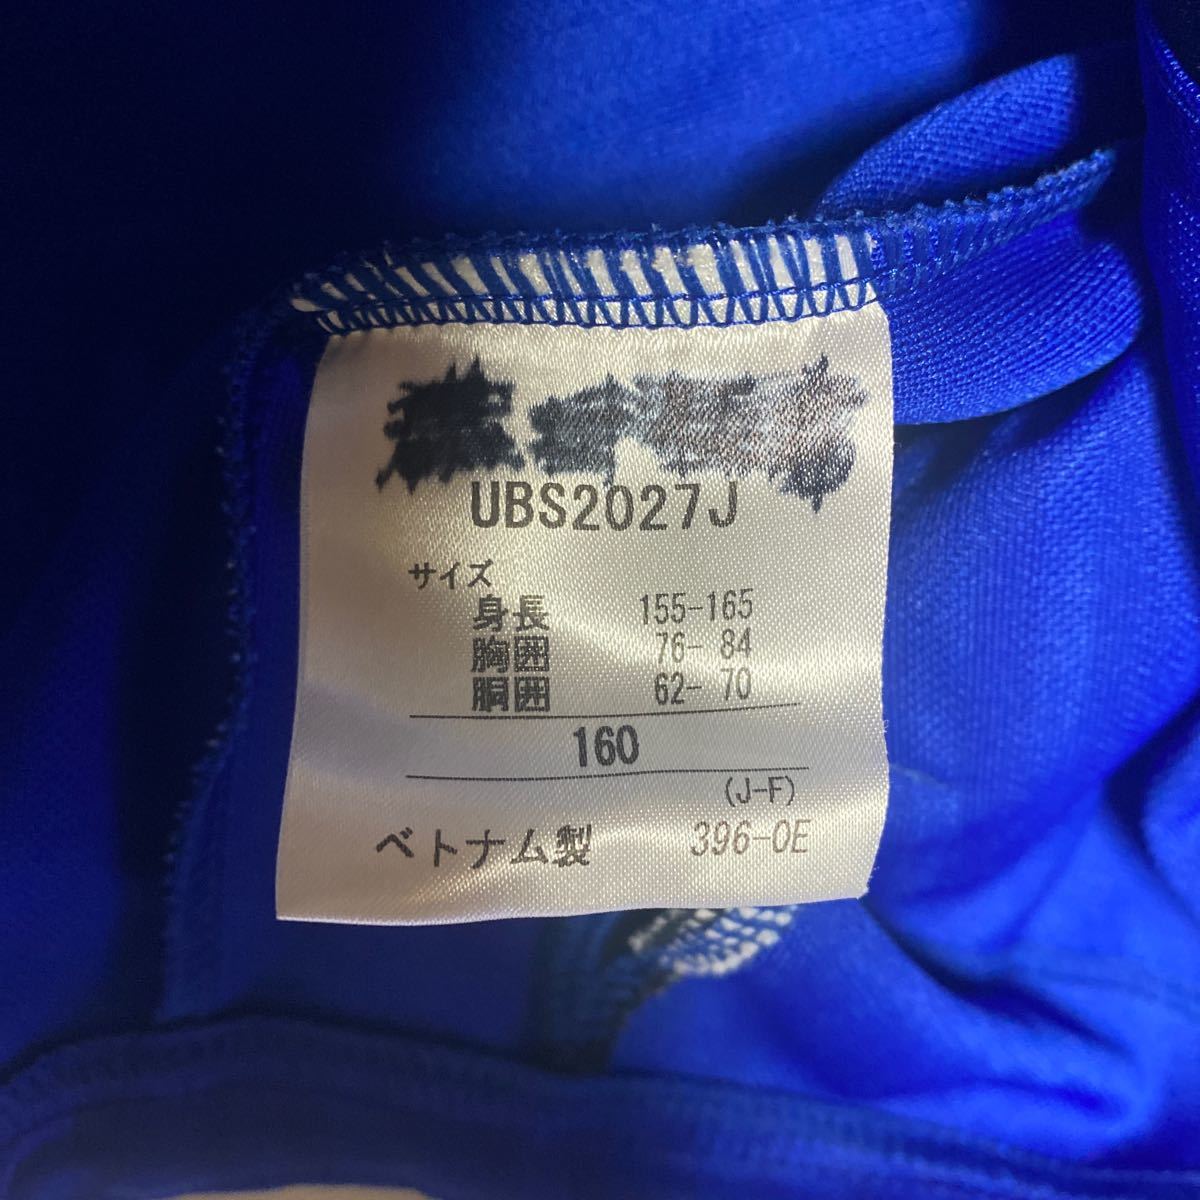 UBS2027J
サイズ
身長 155-165
胸囲 76- 84
胴囲 62- 70
160
(J-F)
ベトナム製 396-OE